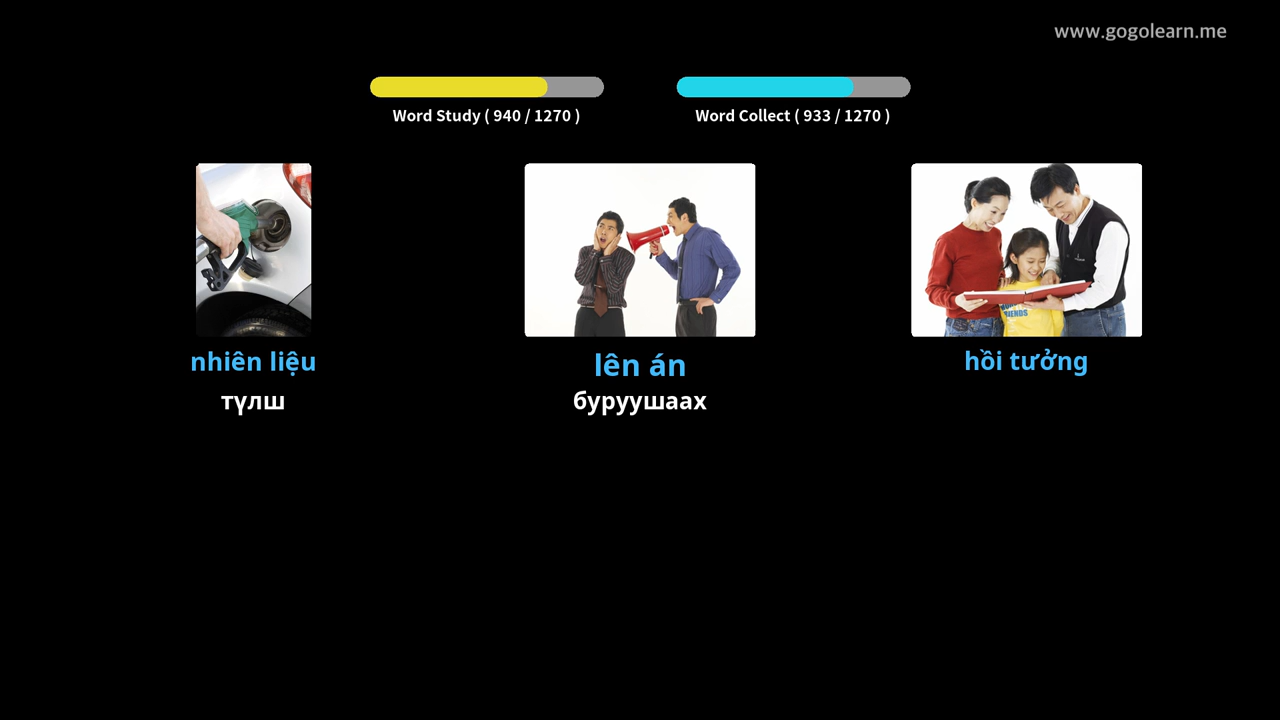 www.gogolearn.me
Word Study ( 940 / 1270 )
Word Collect ( 933 / 1270 )
nhiên liệu
түлш
lên án
буруушаах
hồi tưởng